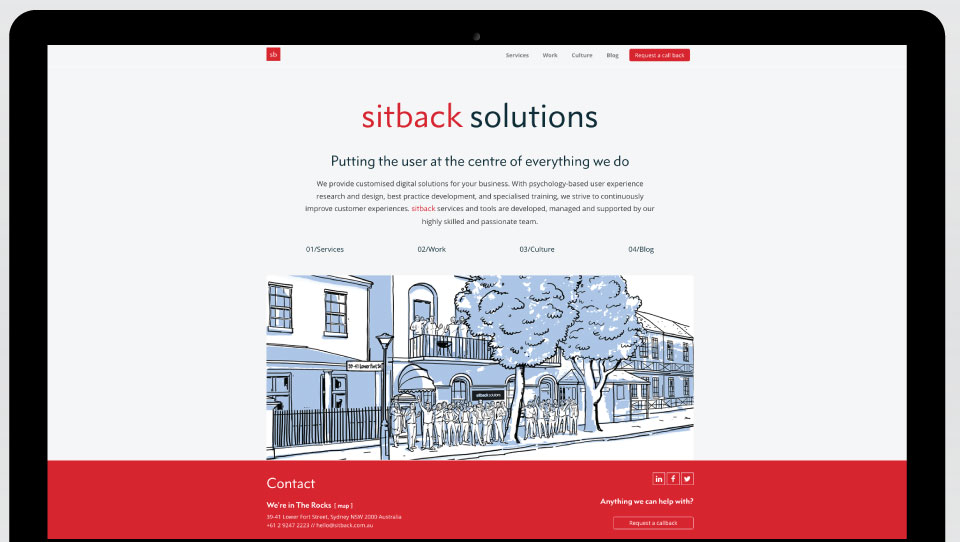 sb
Services Work Culture Blog Request a call back
sitback solutions
Putting the user at the centre of everything we do
We provide customised digital solutions for your business. With psychology-based user experience
research and design, best practice development, and specialised training, we strive to continuously
improve customer experiences. sitback services and tools are developed, managed and supported by our
highly skilled and passionate team.
01/Services 02/Work 03/Culture 04/Blog
39-41 Lower Fort St
sitback solutions
Contact
We're in The Rocks [ map ]
39-41 Lower Fort Street, Sydney NSW 2000 Australia
+61 2 9247 2223 // hello@sitback.com.au
in f
Anything we can help with?
Request a callback